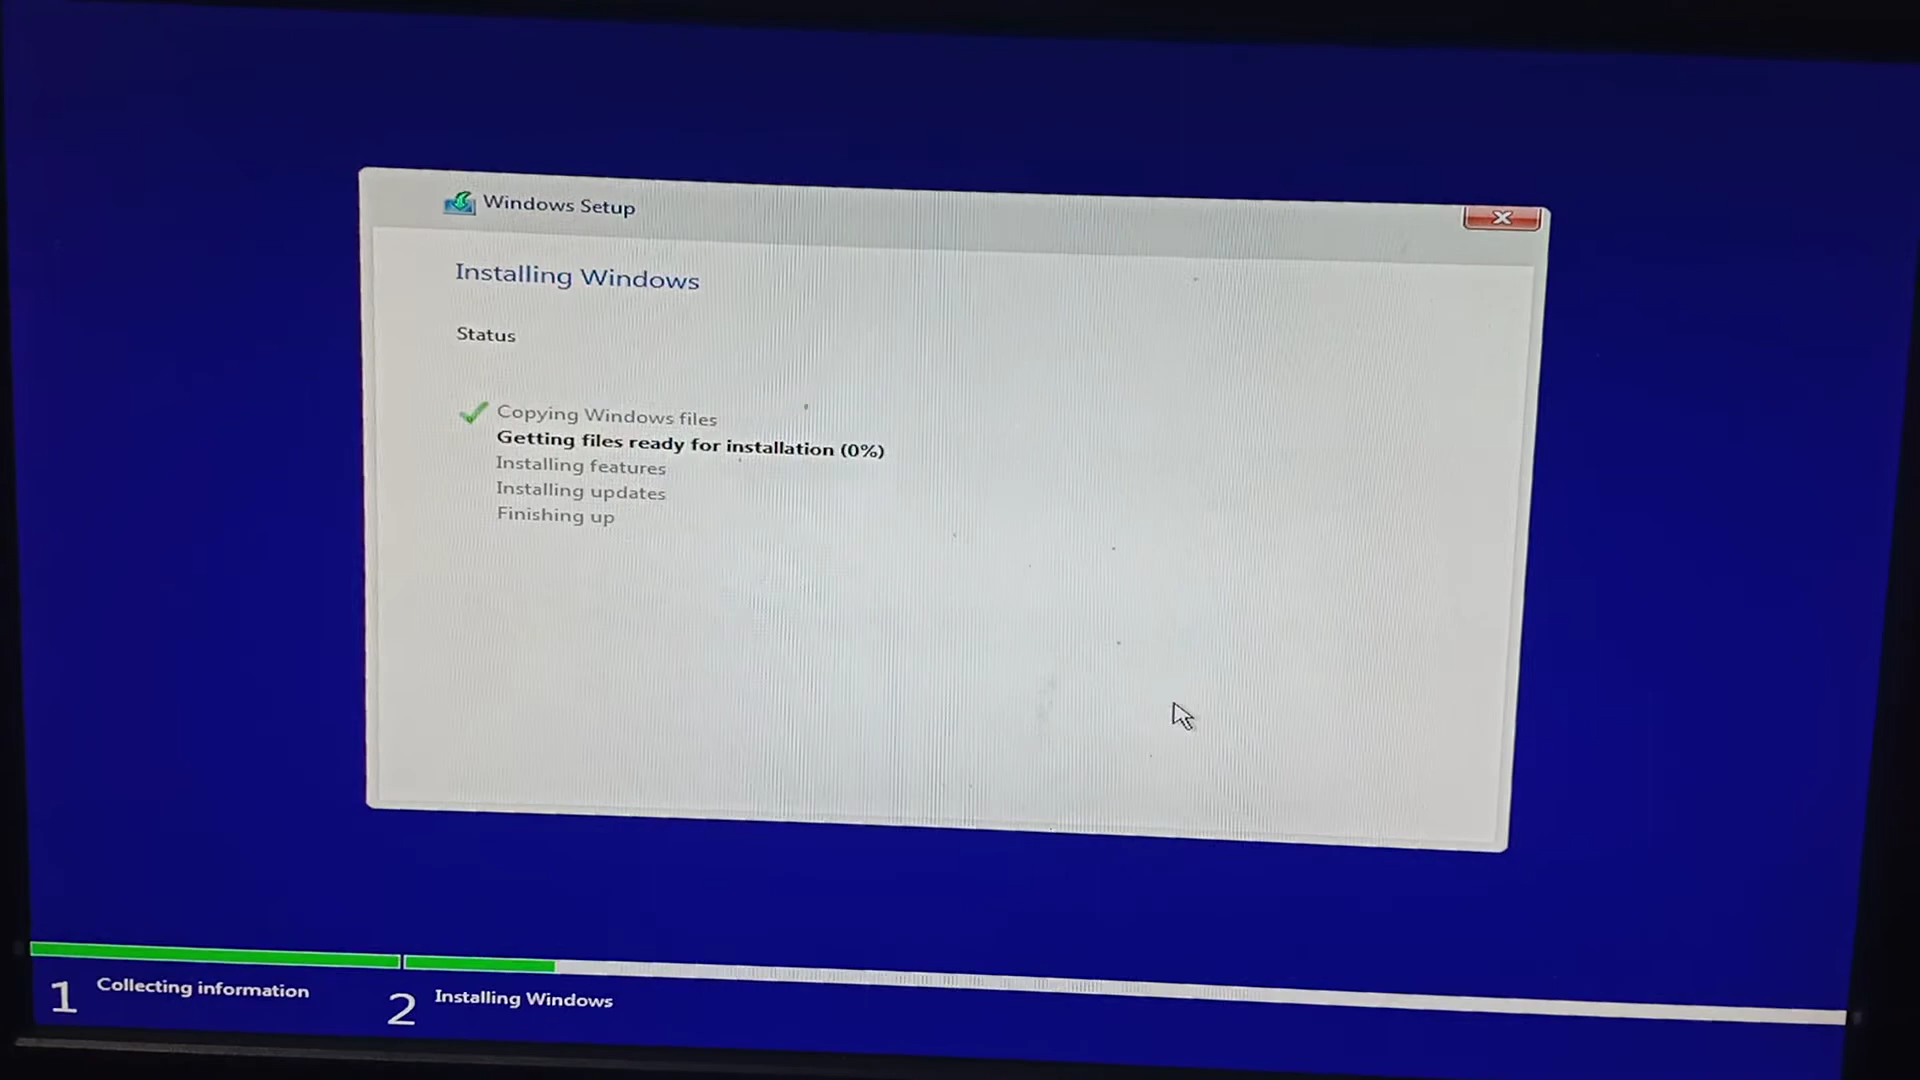 Windows Setup
Installing Windows
Status
Copying Windows files
Getting files ready for installation (0%)
Installing features
Installing updates
Finishing up
1 Collecting information
2 Installing Windows